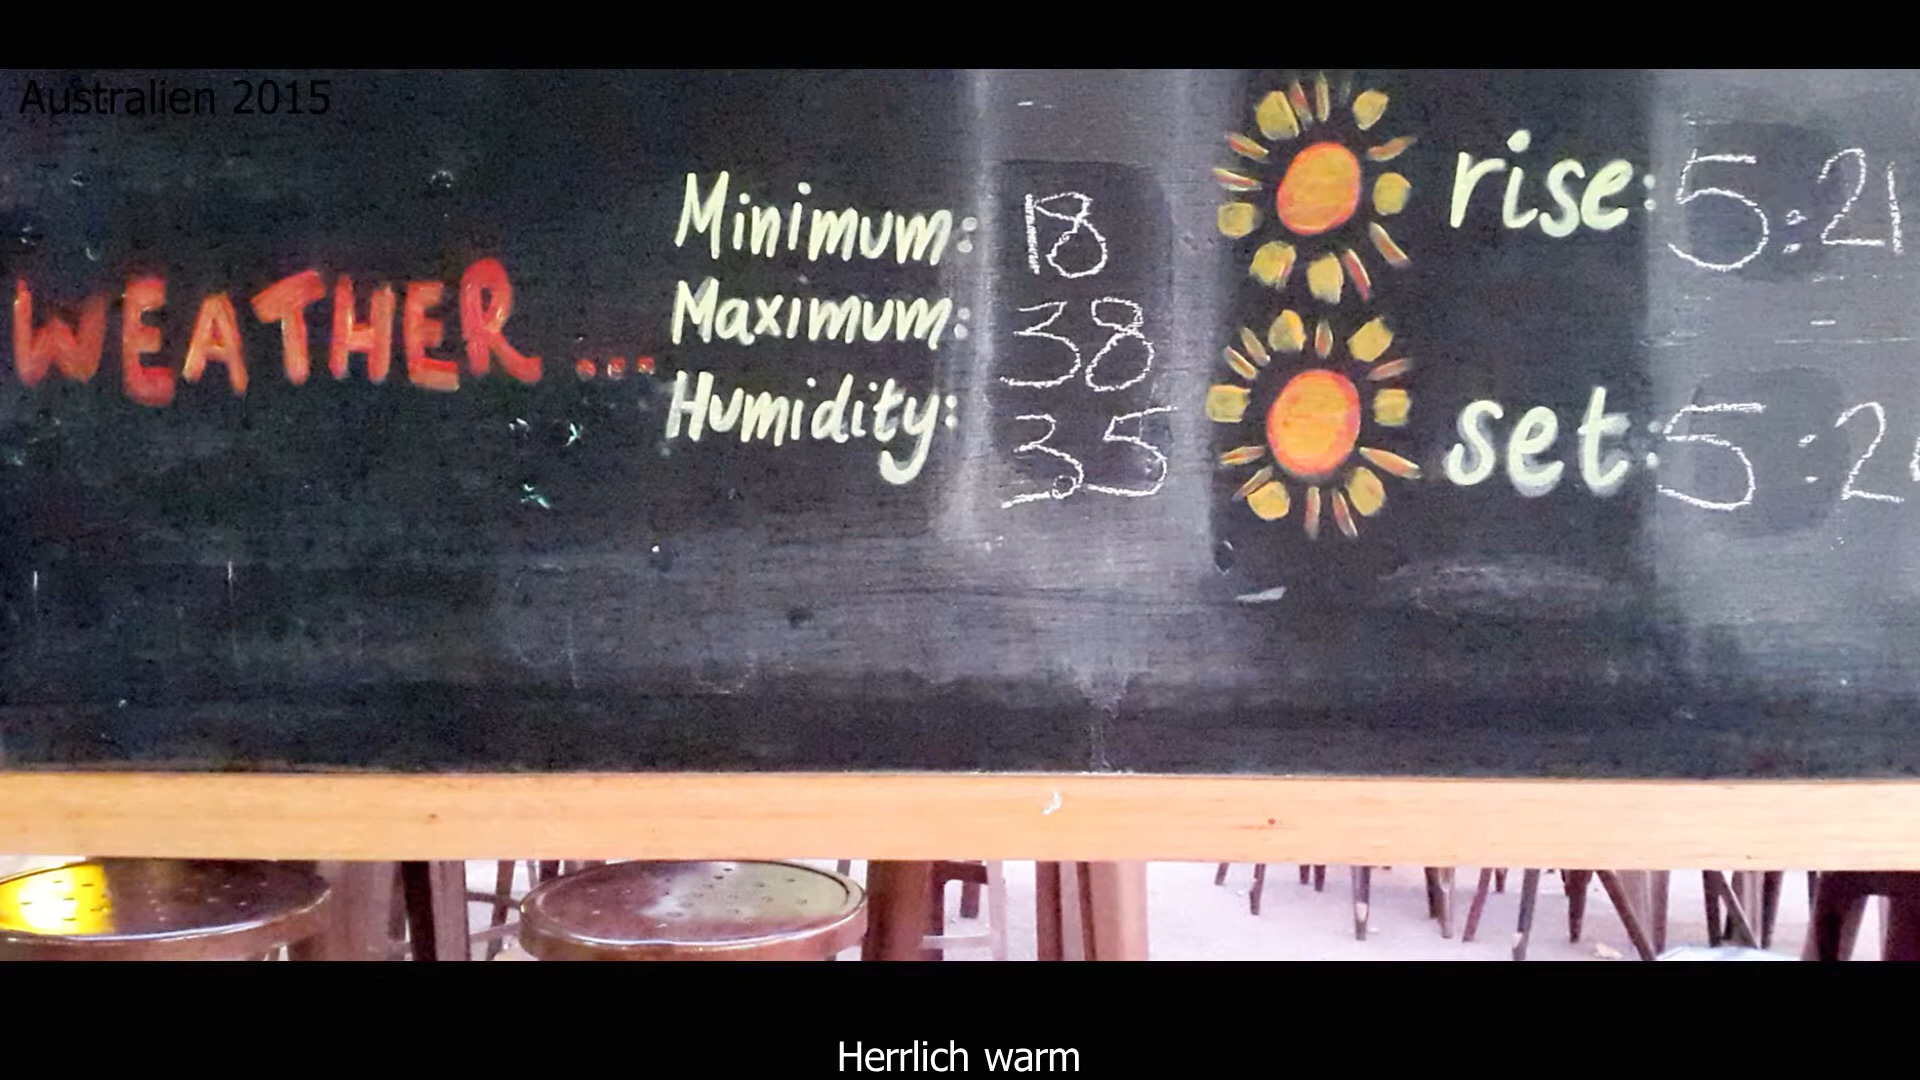 Australien 2015
WEATHER ...
Minimum: 18
Maximum: 38
Humidity: 35
rise: 5:21
set: 5:2
Herrlich warm